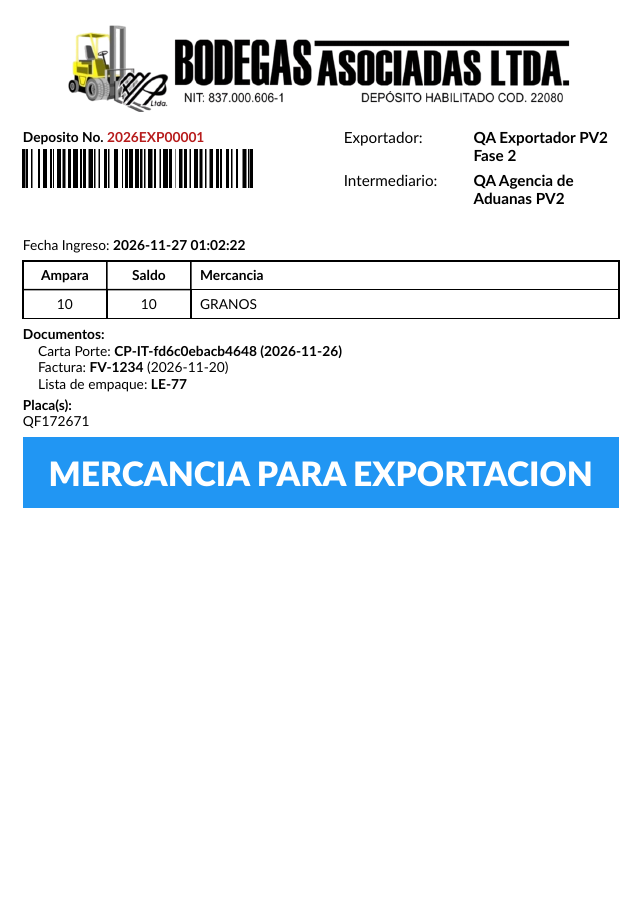 BODEGAS ASOCIADAS LTDA.
Ltda.
NIT: 837.000.606-1 DEPÓSITO HABILITADO COD. 22080
Deposito No. 2026EXP00001
Exportador: QA Exportador PV2
Fase 2
Intermediario: QA Agencia de
Aduanas PV2
Fecha Ingreso: 2026-11-27 01:02:22
Ampara Saldo Mercancia
10 10 GRANOS
Documentos:
Carta Porte: CP-IT-fd6c0ebacb4648 (2026-11-26)
Factura: FV-1234 (2026-11-20)
Lista de empaque: LE-77
Placa(s):
QF172671
MERCANCIA PARA EXPORTACION